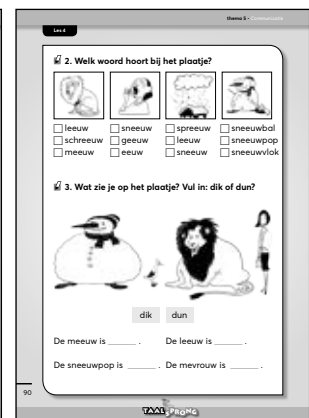 thema 5 - Communicatie
Les 4
2. Welk woord hoort bij het plaatje?
leeuw sneeuw spreeuw sneeuwbal
schreeuw geeuw leeuw sneeuwpop
meeuw eeuw sneeuw sneeuwvlok
3. Wat zie je op het plaatje? Vul in: dik of dun?
dik dun
De meeuw is ______ . De leeuw is ______ .
De sneeuwpop is ______ . De mevrouw is ______ .
90
TAALSPRONG